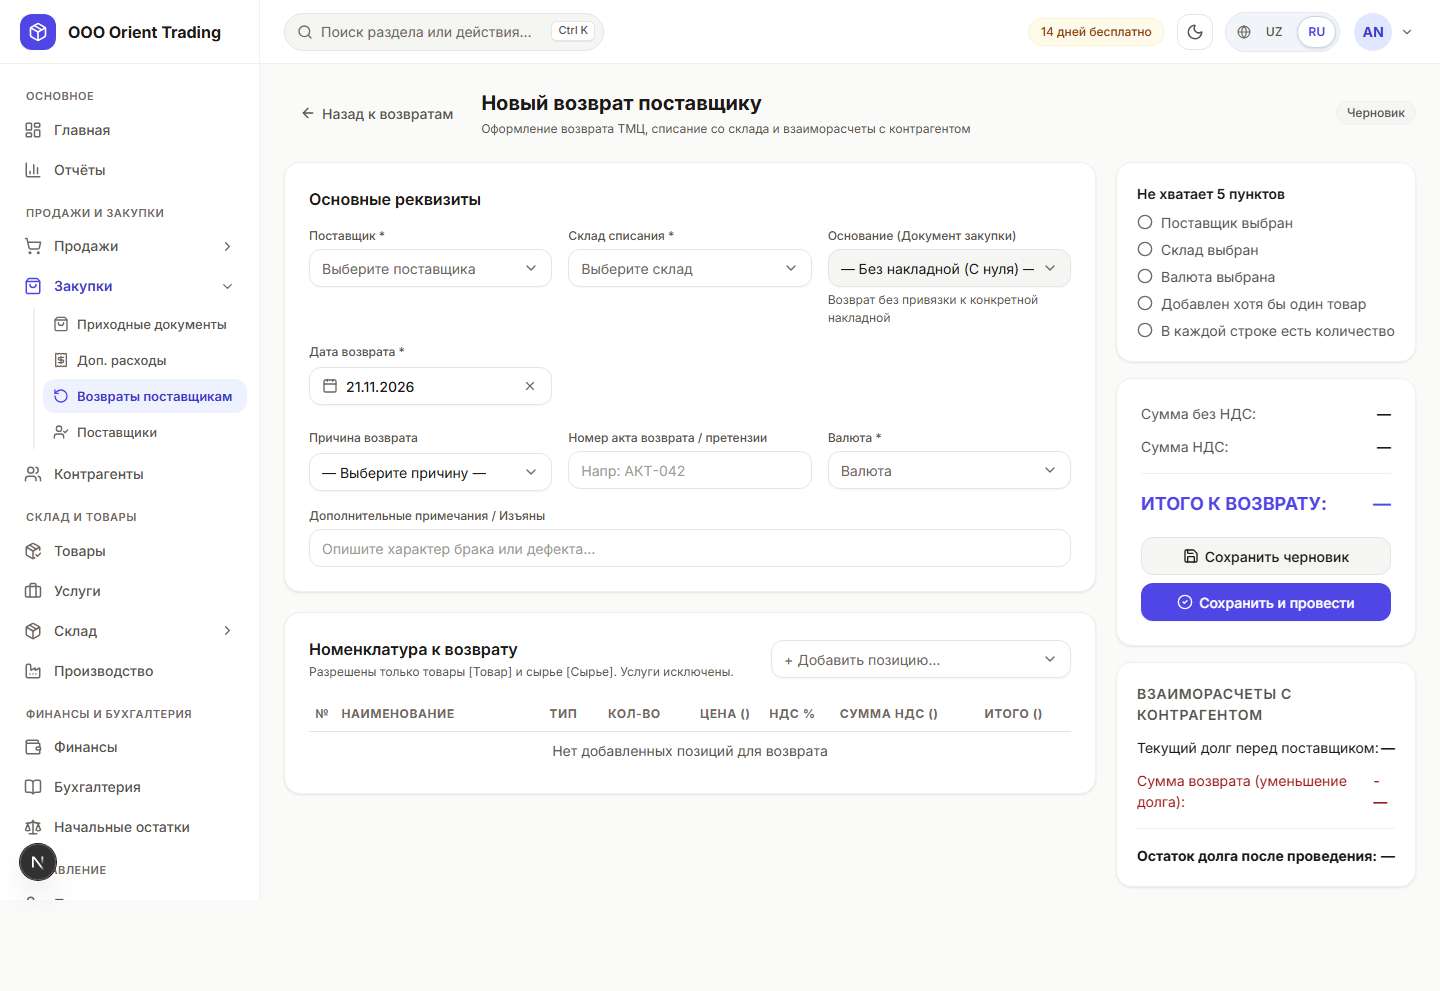 ООО Orient Trading
Поиск раздела или действия...
Ctrl K
14 дней бесплатно
UZ
RU
AN
ОСНОВНОЕ
Главная
Отчёты
ПРОДАЖИ И ЗАКУПКИ
Продажи
Закупки
Приходные документы
Доп. расходы
Возвраты поставщикам
Поставщики
Контрагенты
СКЛАД И ТОВАРЫ
Товары
Услуги
Склад
Производство
ФИНАНСЫ И БУХГАЛТЕРИЯ
Финансы
Бухгалтерия
Начальные остатки
N
Назад к возвратам
Новый возврат поставщику
Оформление возврата ТМЦ, списание со склада и взаиморасчеты с контрагентом
Черновик
Основные реквизиты
Поставщик *
Выберите поставщика
Склад списания *
Выберите склад
Основание (Документ закупки)
— Без накладной (С нуля) —
Возврат без привязки к конкретной
накладной
Дата возврата *
21.11.2026
Причина возврата
— Выберите причину —
Номер акта возврата / претензии
Напр: АКТ-042
Валюта *
Валюта
Дополнительные примечания / Изъяны
Опишите характер брака или дефекта...
Номенклатура к возврату
Разрешены только товары [Товар] и сырье [Сырье]. Услуги исключены.
+ Добавить позицию...
№ НАИМЕНОВАНИЕ ТИП КОЛ-ВО ЦЕНА () НДС % СУММА НДС () ИТОГО ()
Нет добавленных позиций для возврата
Не хватает 5 пунктов
Поставщик выбран
Склад выбран
Валюта выбрана
Добавлен хотя бы один товар
В каждой строке есть количество
Сумма без НДС: —
Сумма НДС: —
ИТОГО К ВОЗВРАТУ: —
Сохранить черновик
Сохранить и провести
ВЗАИМОРАСЧЕТЫ С
КОНТРАГЕНТОМ
Текущий долг перед поставщиком: —
Сумма возврата (уменьшение -
долга): —
Остаток долга после проведения: —